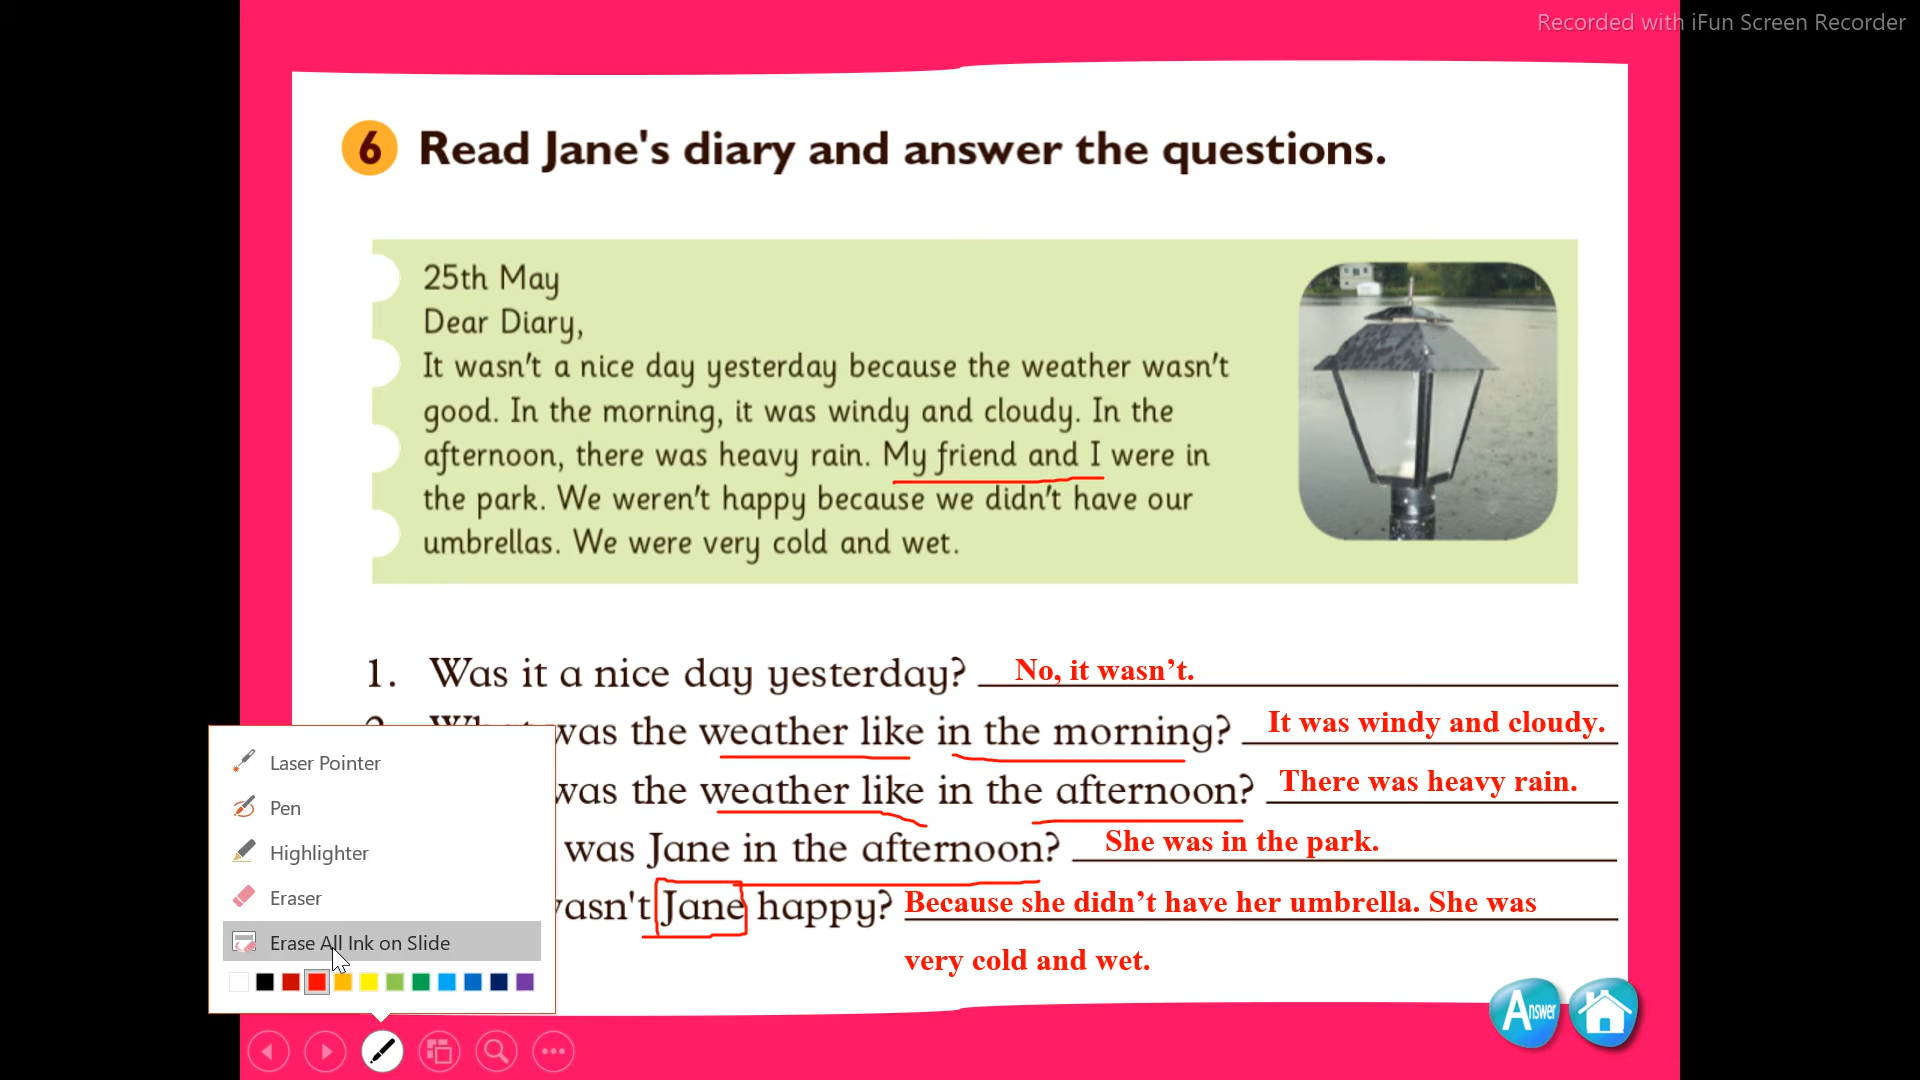 Recorded with iFun Screen Recorder
6 Read Jane's diary and answer the questions.
25th May
Dear Diary,
It wasn't a nice day yesterday because the weather wasn't
good. In the morning, it was windy and cloudy. In the
afternoon, there was heavy rain. My friend and I were in
the park. We weren't happy because we didn't have our
umbrellas. We were very cold and wet.
1. Was it a nice day yesterday? No, it wasn’t.
was the weather like in the morning? It was windy and cloudy.
was the weather like in the afternoon? There was heavy rain.
was Jane in the afternoon? She was in the park.
Jane happy? Because she didn’t have her umbrella. She was
very cold and wet.
Laser Pointer
Pen
Highlighter
Eraser
Erase All Ink on Slide
Answer